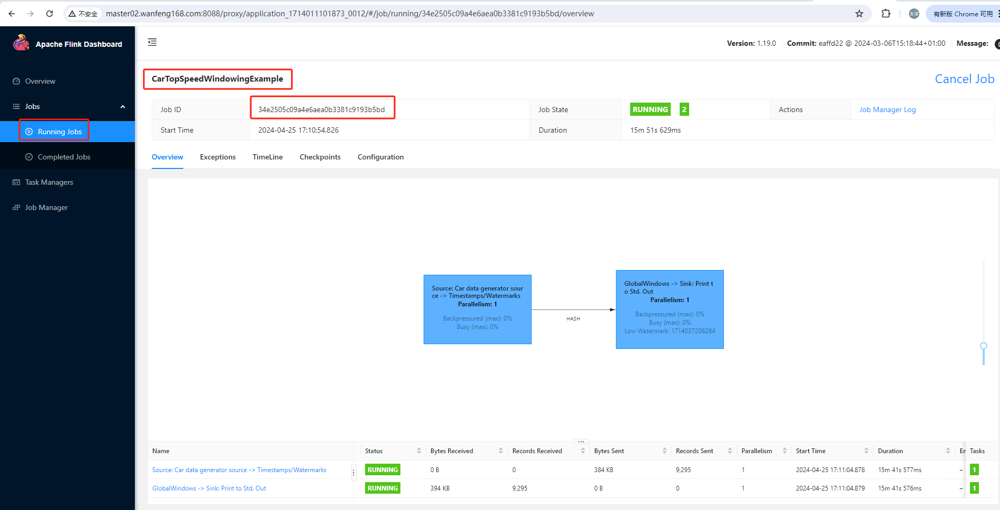 不安全
master02.wanfeng168.com:8088/proxy/application_1714011101873_0012/#/job/running/34e2505c09a4e6aea0b3381c9193b5bd/overview
友谋
有新版 Chrome 可用
Apache Flink Dashboard
Version: 1.19.0 Commit: eaffd22 @ 2024-03-06T15:18:44+01:00 Message:
Overview
Jobs
Running Jobs
Completed Jobs
Task Managers
Job Manager
CarTopSpeedWindowingExample
Cancel Job
Job ID 34e2505c09a4e6aea0b3381c9193b5bd Job State RUNNING 2 Actions Job Manager Log
Start Time 2024-04-25 17:10:54.826 Duration 15m 51s 629ms
Overview Exceptions TimeLine Checkpoints Configuration
Source: Car data generator sour
ce -> Timestamps/Watermarks
Parallelism: 1
Backpressured (max): 0%
Busy (max): 0%
HASH
GlobalWindows -> Sink: Print t
o Std. Out
Parallelism: 1
Backpressured (max): 0%
Busy (max): 0%
Low Watermark: 1714037206284
Name Status Bytes Received Records Received Bytes Sent Records Sent Parallelism Start Time Duration En Tasks
Source: Car data generator source -> Timestamps/Watermarks RUNNING 0 B 0 384 KB 9,295 1 2024-04-25 17:11:04.878 15m 41s 577ms – 1
GlobalWindows -> Sink: Print to Std. Out RUNNING 394 KB 9,295 0 B 0 1 2024-04-25 17:11:04.879 15m 41s 576ms – 1